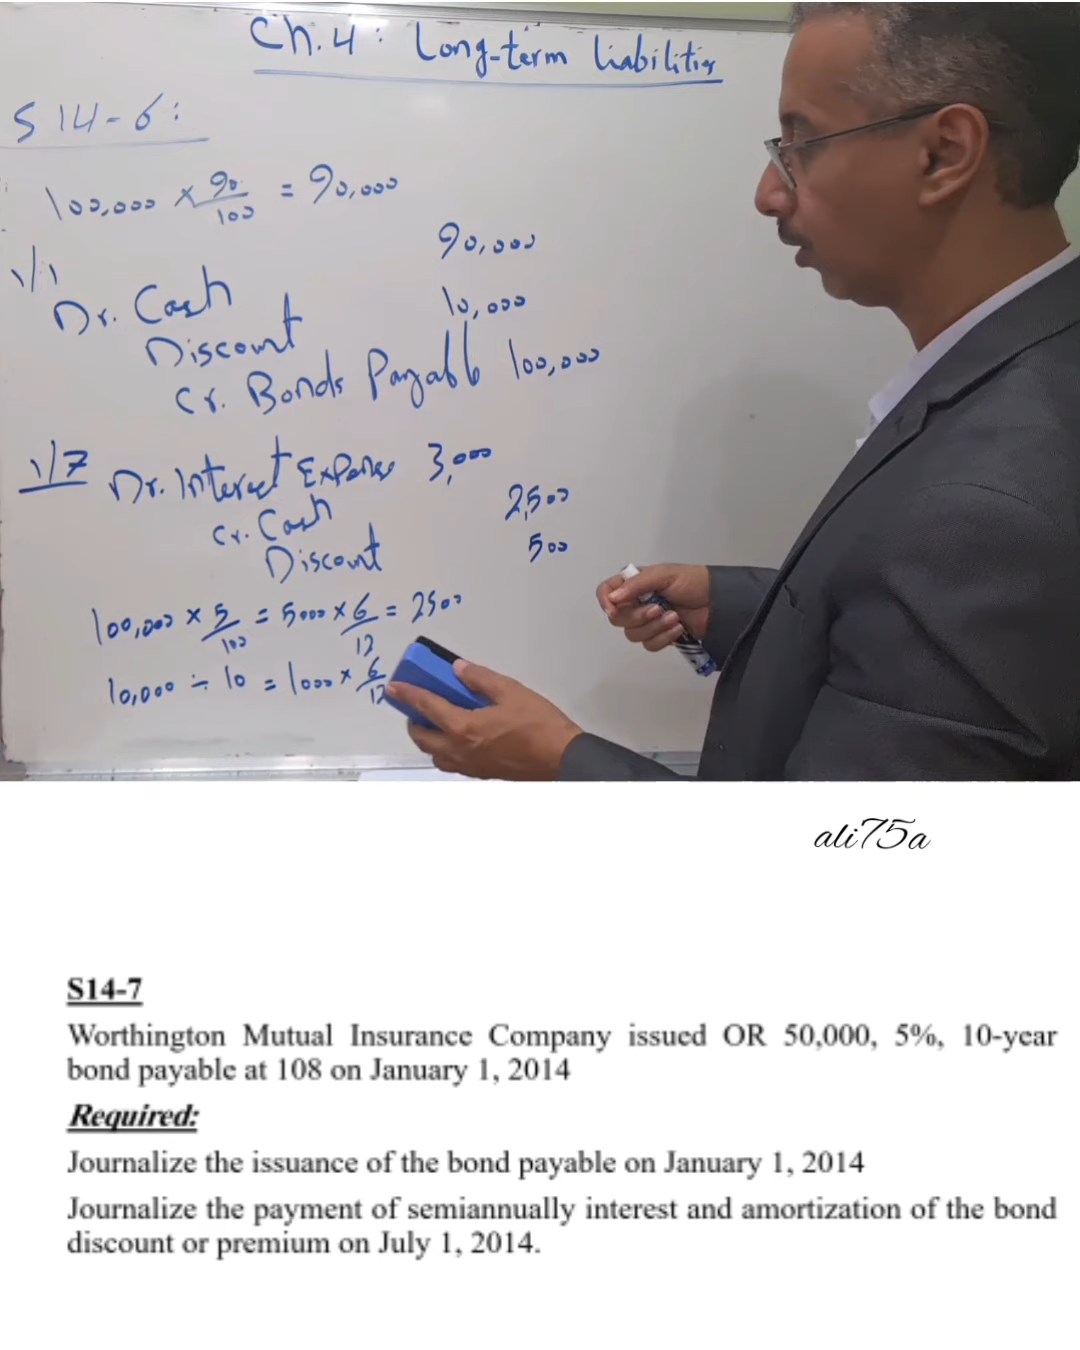 Ch.4: Long-term liabilities
S 14-6:
100,000 x 90/100 = 90,000
1/1
90,000
Dr. Cash
10,000
Discount
Cr. Bonds Payable 100,000
1/7 Dr. Interest Expense 3,000
Cr. Cash 2,500
Discount 500
100,000 x 5/100 = 5000 x 6/12 = 2500
10,000 ÷ 10 = 1000 x 6/12
ali75a
S14-7
Worthington Mutual Insurance Company issued OR 50,000, 5%, 10-year
bond payable at 108 on January 1, 2014
Required:
Journalize the issuance of the bond payable on January 1, 2014
Journalize the payment of semiannually interest and amortization of the bond
discount or premium on July 1, 2014.